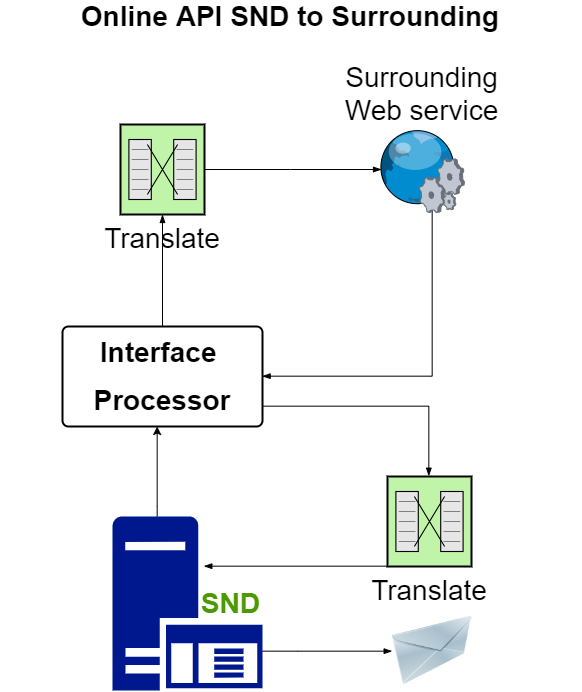 Online API SND to Surrounding
Surrounding
Web service
Translate
Interface
Processor
Translate
SND